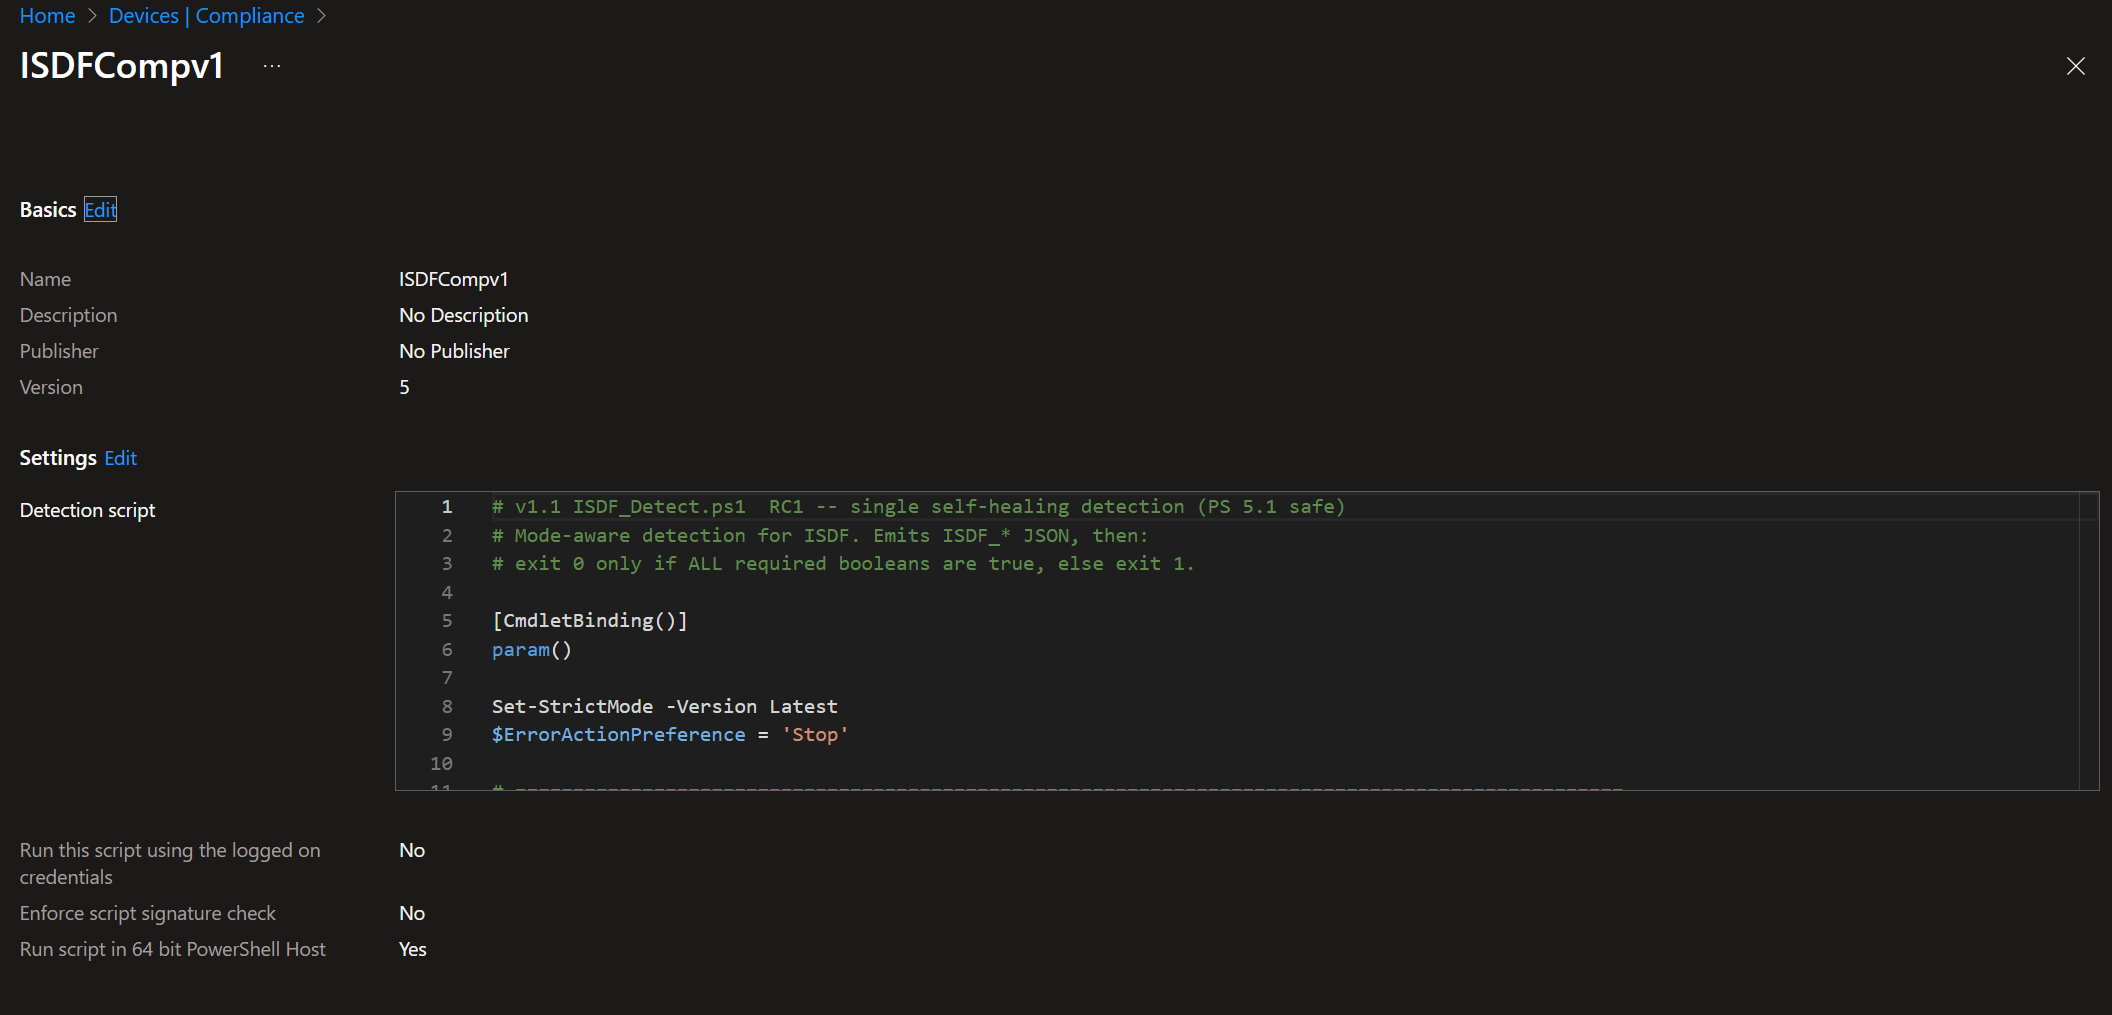 Home > Devices | Compliance >
ISDFCompv1 ...
Basics Edit
Name ISDFCompv1
Description No Description
Publisher No Publisher
Version 5
Settings Edit
Detection script
1 # v1.1 ISDF_Detect.ps1  RC1 -- single self-healing detection (PS 5.1 safe)
2 # Mode-aware detection for ISDF. Emits ISDF_* JSON, then:
3 # exit 0 only if ALL required booleans are true, else exit 1.
4
5 [CmdletBinding()]
6 param()
7
8 Set-StrictMode -Version Latest
9 $ErrorActionPreference = 'Stop'
10
Run this script using the logged on No
credentials
Enforce script signature check No
Run script in 64 bit PowerShell Host Yes